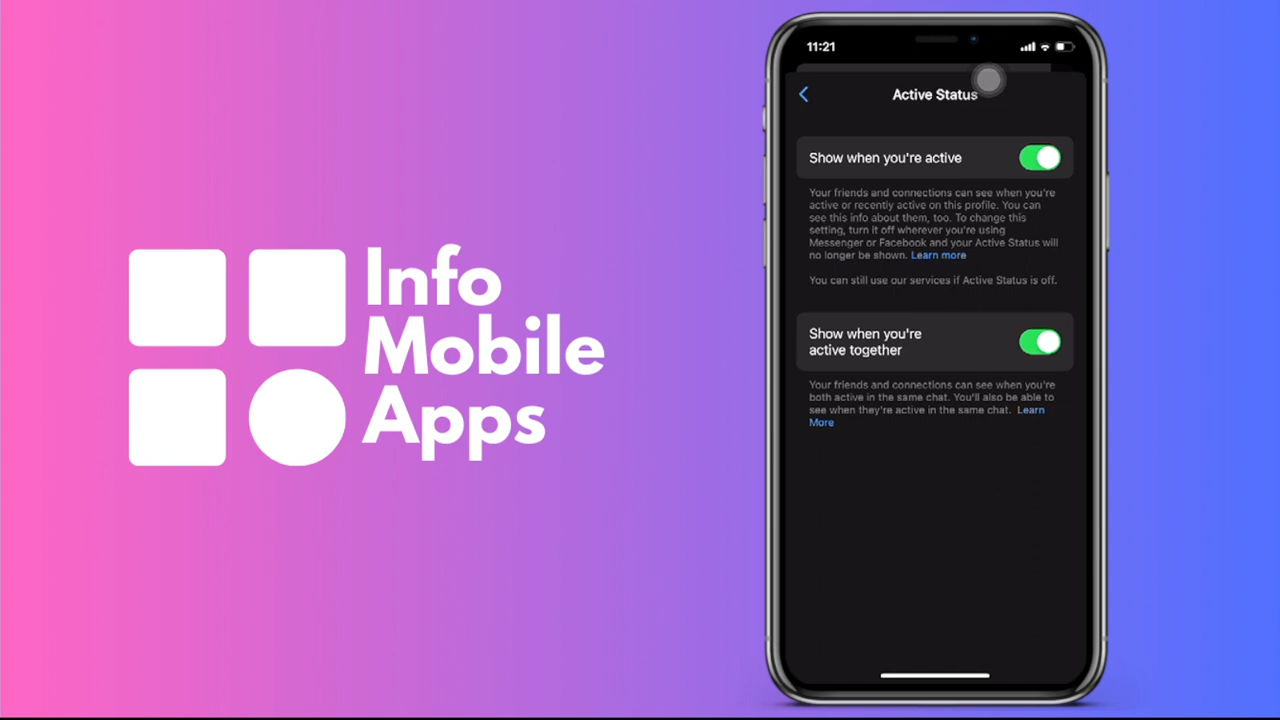 Info
Mobile
Apps
11:21
Active Status
Show when you're active
Your friends and connections can see when you're
active or recently active on this profile. You can
see this info about them, too. To change this
setting, turn it off wherever you're using
Messenger or Facebook and your Active Status will
no longer be shown. Learn more
You can still use our services if Active Status is off.
Show when you're
active together
Your friends and connections can see when you're
both active in the same chat. You'll also be able to
see when they're active in the same chat. Learn
More